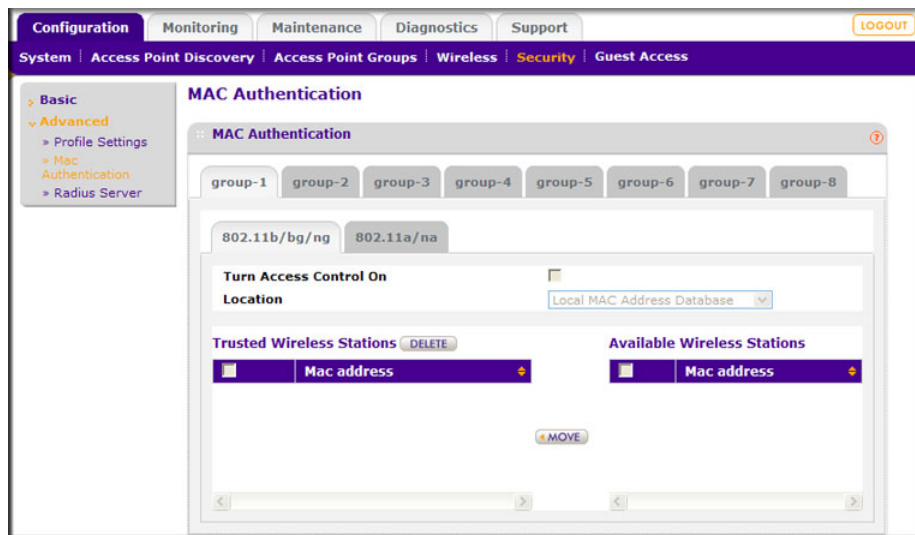 Configuration Monitoring Maintenance Diagnostics Support LOGOUT
System Access Point Discovery Access Point Groups Wireless Security Guest Access
Basic
Advanced
» Profile Settings
» Mac
Authentication
» Radius Server
MAC Authentication
MAC Authentication ?
group-1 group-2 group-3 group-4 group-5 group-6 group-7 group-8
802.11b/bg/ng 802.11a/na
Turn Access Control On
Location Local MAC Address Database
Trusted Wireless Stations DELETE Available Wireless Stations
Mac address Mac address
MOVE